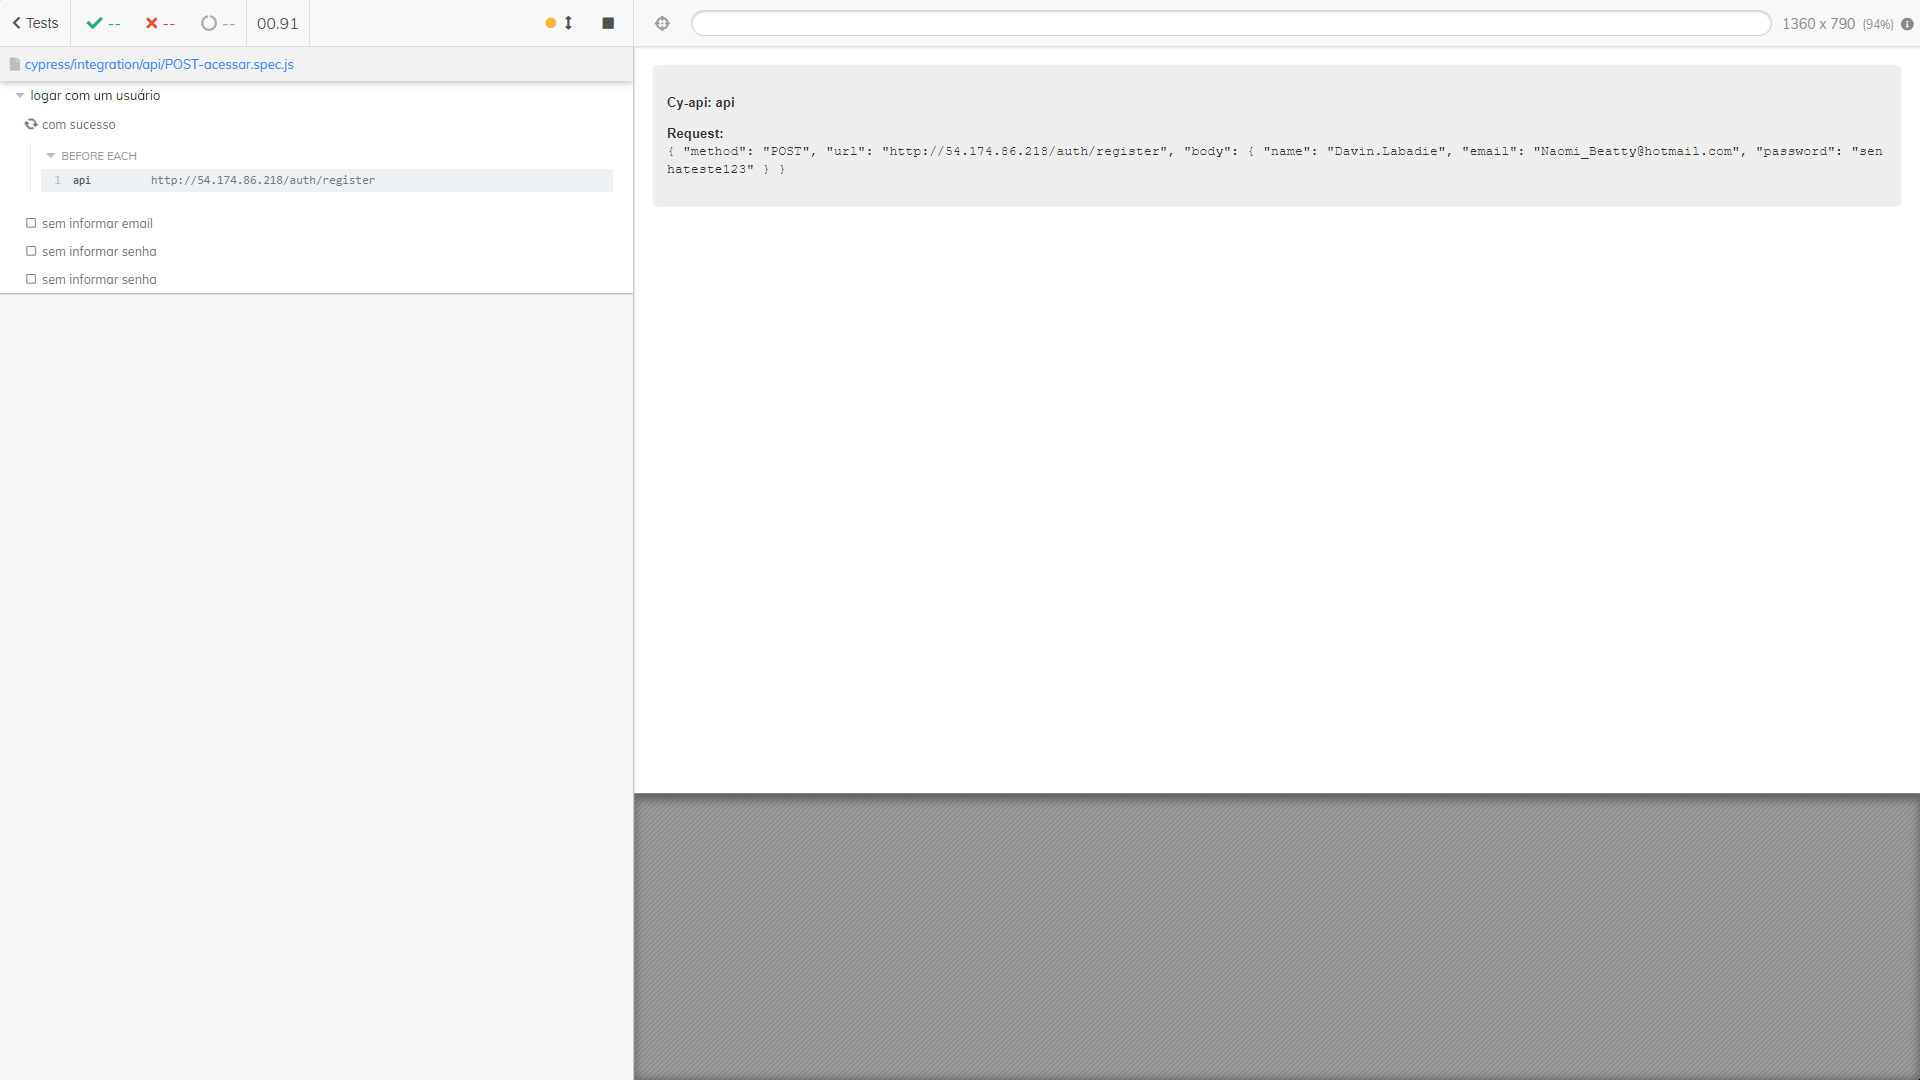 Tests
--
--
--
00.91
1360 x 790 (94%)
cypress/integration/api/POST-acessar.spec.js
logar com um usuário
com sucesso
BEFORE EACH
1 api http://54.174.86.218/auth/register
sem informar email
sem informar senha
sem informar senha
Cy-api: api
Request:
{ "method": "POST", "url": "http://54.174.86.218/auth/register", "body": { "name": "Davin.Labadie", "email": "Naomi_Beatty@hotmail.com", "password": "sen
hateste123" } }